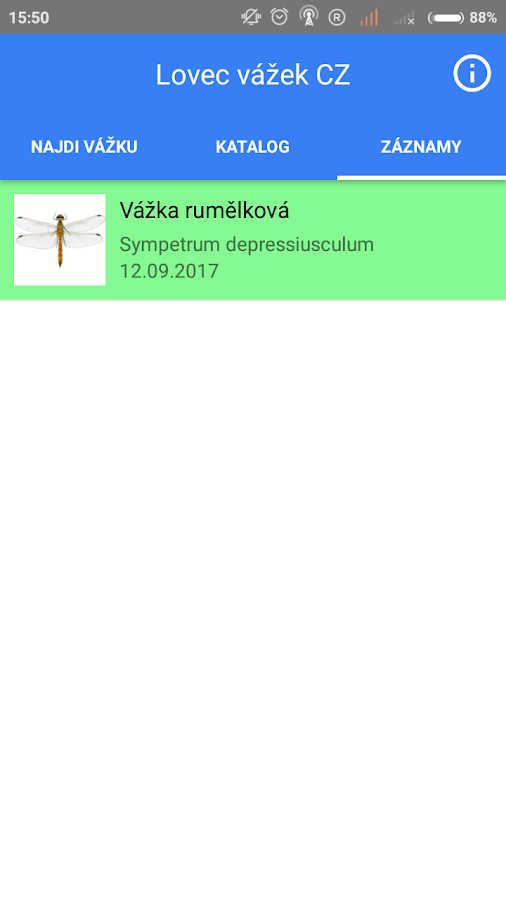 15:50
R
88%
Lovec vážek CZ
NAJDI VÁŽKU
KATALOG
ZÁZNAMY
Vážka rumělková
Sympetrum depressiusculum
12.09.2017